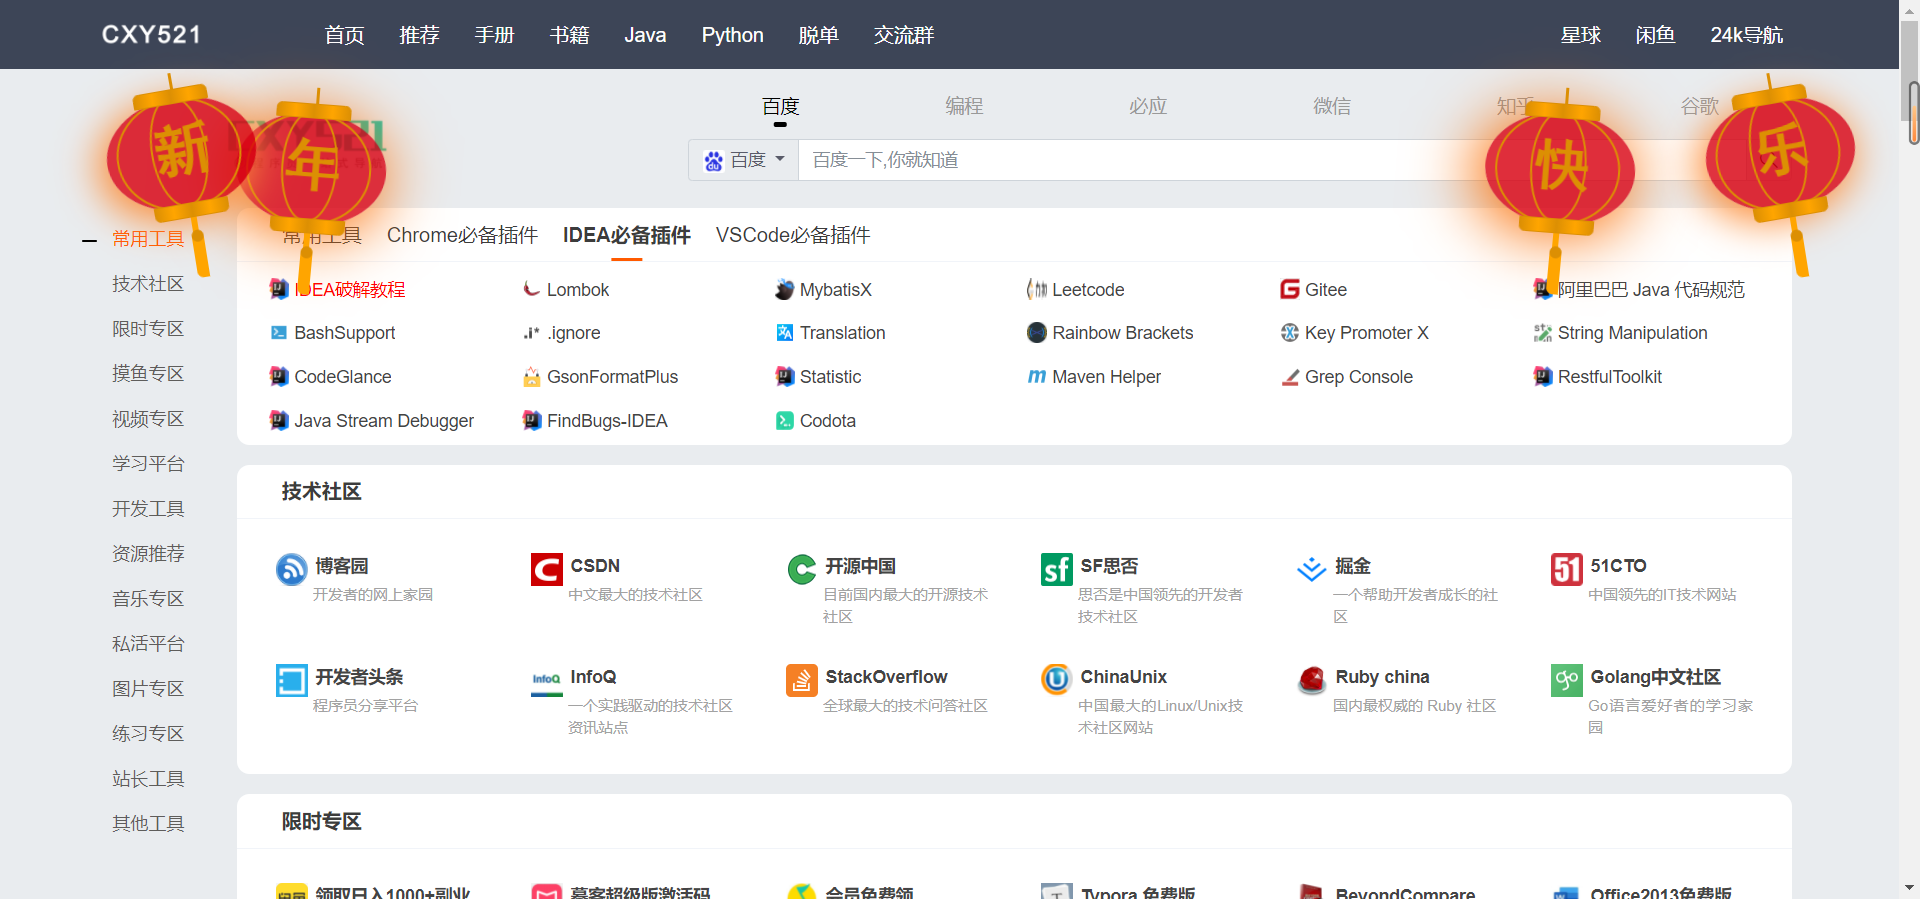 CXY521 首页 推荐 手册 书籍 Java Python 脱单 交流群 星球 闲鱼 24k导航
新 年 快 乐
百度 编程 必应 微信 知乎 谷歌
百度 百度一下,你就知道
常用工具
技术社区
限时专区
摸鱼专区
视频专区
学习平台
开发工具
资源推荐
音乐专区
私活平台
图片专区
练习专区
站长工具
其他工具
常用工具 Chrome必备插件 IDEA必备插件 VSCode必备插件
IDEA破解教程 Lombok MybatisX Leetcode Gitee 阿里巴巴 Java 代码规范
BashSupport .ignore Translation Rainbow Brackets Key Promoter X String Manipulation
CodeGlance GsonFormatPlus Statistic Maven Helper Grep Console RestfulToolkit
Java Stream Debugger FindBugs-IDEA Codota
技术社区
博客园
开发者的网上家园
CSDN
中文最大的技术社区
开源中国
目前国内最大的开源技术
社区
SF思否
思否是中国领先的开发者
技术社区
掘金
一个帮助开发者成长的社
区
51CTO
中国领先的IT技术网站
开发者头条
程序员分享平台
InfoQ
一个实践驱动的技术社区
资讯站点
StackOverflow
全球最大的技术问答社区
ChinaUnix
中国最大的Linux/Unix技
术社区网站
Ruby china
国内最权威的 Ruby 社区
Golang中文社区
Go语言爱好者的学习家
园
限时专区
领取日入1000+副业 幕客超级版激活码 会员免费领 Typora 免费版 BeyondCompare Office2013免费版